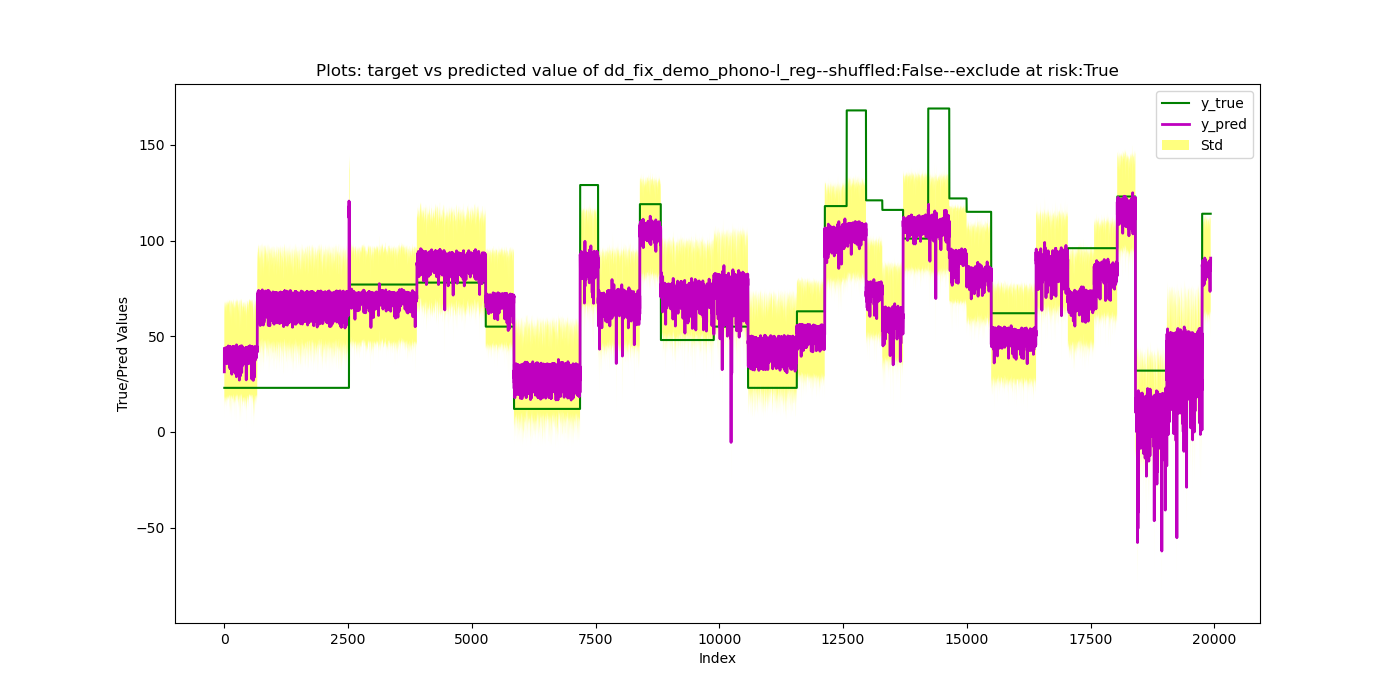 Plots: target vs predicted value of dd_fix_demo_phono-l_reg--shuffled:False--exclude at risk:True
y_true
y_pred
Std
150
100
50
0
−50
True/Pred Values
0 2500 5000 7500 10000 12500 15000 17500 20000
Index